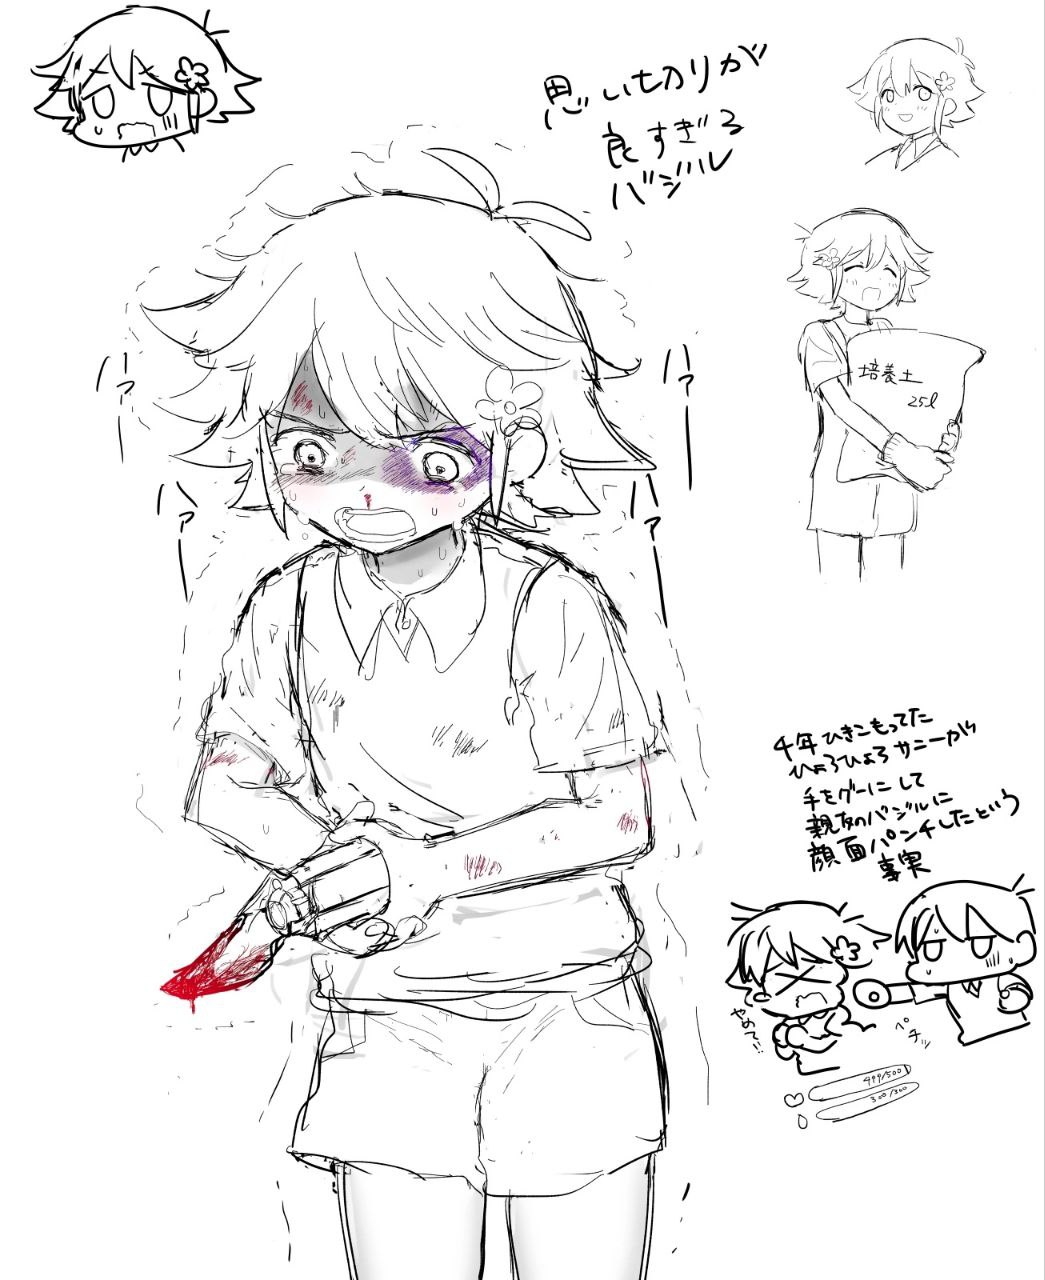 思い切りが
良すぎる
バジル
ハァー
ハァー
ハァー
ハァー
培養土
25ℓ
千年ひきこもってた
ひょろひょろサニーが
手をグーにして
親友のバジルに
顔面パンチしたという
事実
やめて…
ペチッ
499/500
300/300